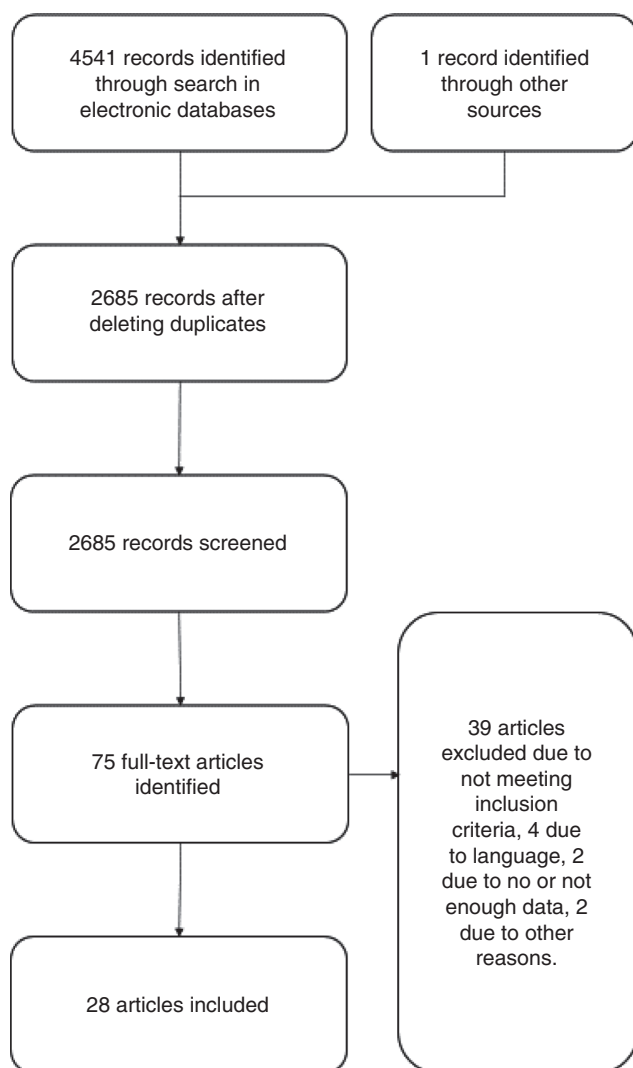 4541 records identified
through search in
electronic databases
1 record identified
through other
sources
2685 records after
deleting duplicates
2685 records screened
75 full-text articles
identified
39 articles
excluded due to
not meeting
inclusion
criteria, 4 due
to language, 2
due to no or not
enough data, 2
due to other
reasons.
28 articles included